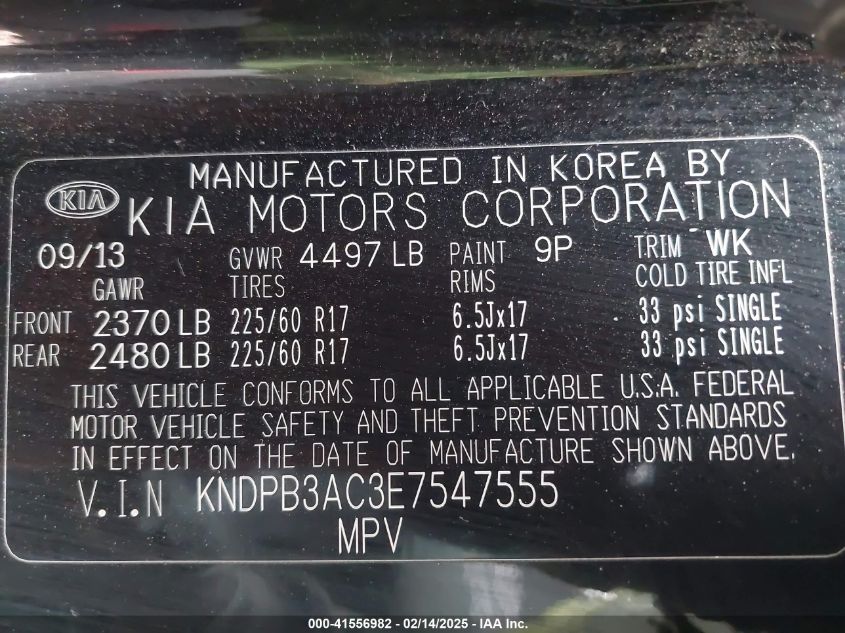 MANUFACTURED IN KOREA BY
KIA KIA MOTORS CORPORATION
09/13 GVWR 4497 LB PAINT 9P TRIM WK
GAWR TIRES RIMS COLD TIRE INFL
FRONT 2370 LB 225/60 R17 6.5Jx17 33 psi SINGLE
REAR 2480 LB 225/60 R17 6.5Jx17 33 psi SINGLE
THIS VEHICLE CONFORMS TO ALL APPLICABLE U.S.A. FEDERAL
MOTOR VEHICLE SAFETY AND THEFT PREVENTION STANDARDS
IN EFFECT ON THE DATE OF MANUFACTURE SHOWN ABOVE.
V.I.N KNDPB3AC3E7547555
MPV
000-41556982 - 02/14/2025 - IAA Inc.